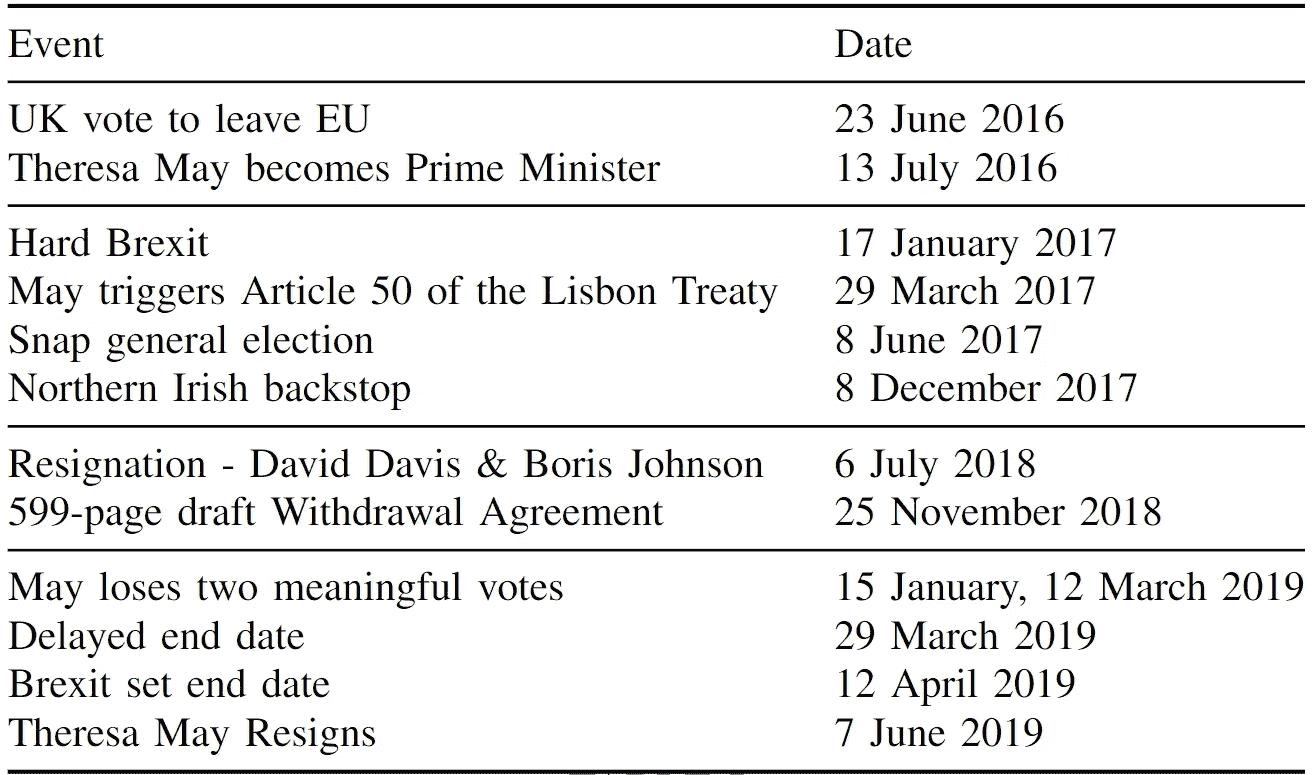 Event Date
UK vote to leave EU 23 June 2016
Theresa May becomes Prime Minister 13 July 2016
Hard Brexit 17 January 2017
May triggers Article 50 of the Lisbon Treaty 29 March 2017
Snap general election 8 June 2017
Northern Irish backstop 8 December 2017
Resignation - David Davis & Boris Johnson 6 July 2018
599-page draft Withdrawal Agreement 25 November 2018
May loses two meaningful votes 15 January, 12 March 2019
Delayed end date 29 March 2019
Brexit set end date 12 April 2019
Theresa May Resigns 7 June 2019